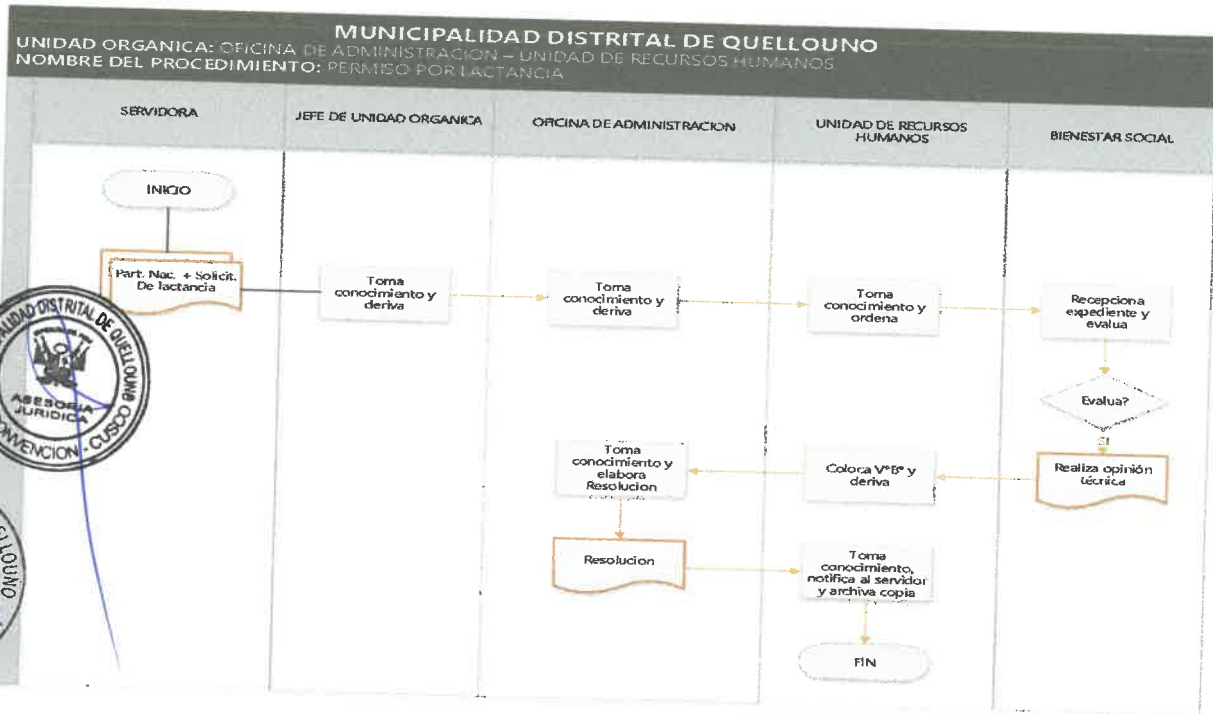 MUNICIPALIDAD DISTRITAL DE QUELLOUNO
UNIDAD ORGANICA: OFICINA DE ADMINISTRACION – UNIDAD DE RECURSOS HUMANOS
NOMBRE DEL PROCEDIMIENTO: PERMISO POR LACTANCIA
SERVIDORA
JEFE DE UNIDAD ORGANICA
OFICINA DE ADMINISTRACION
UNIDAD DE RECURSOS
HUMANOS
BIENESTAR SOCIAL
INICIO
Part. Nac. + Solicit.
De lactancia
Toma
conocimiento y
deriva
Toma
conocimiento y
deriva
Toma
conocimiento y
ordena
Recepciona
expediente y
evalua
Evalua?
SI
Realiza opinión
técnica
Coloca V°B° y
deriva
Toma
conocimiento y
elabora
Resolucion
Resolucion
Toma
conocimiento,
notifica al servidor
y archiva copia
FIN
DISTRITAL DE QUELLOUNO
ASESORIA
JURIDICA
CONVENCION - CUSCO